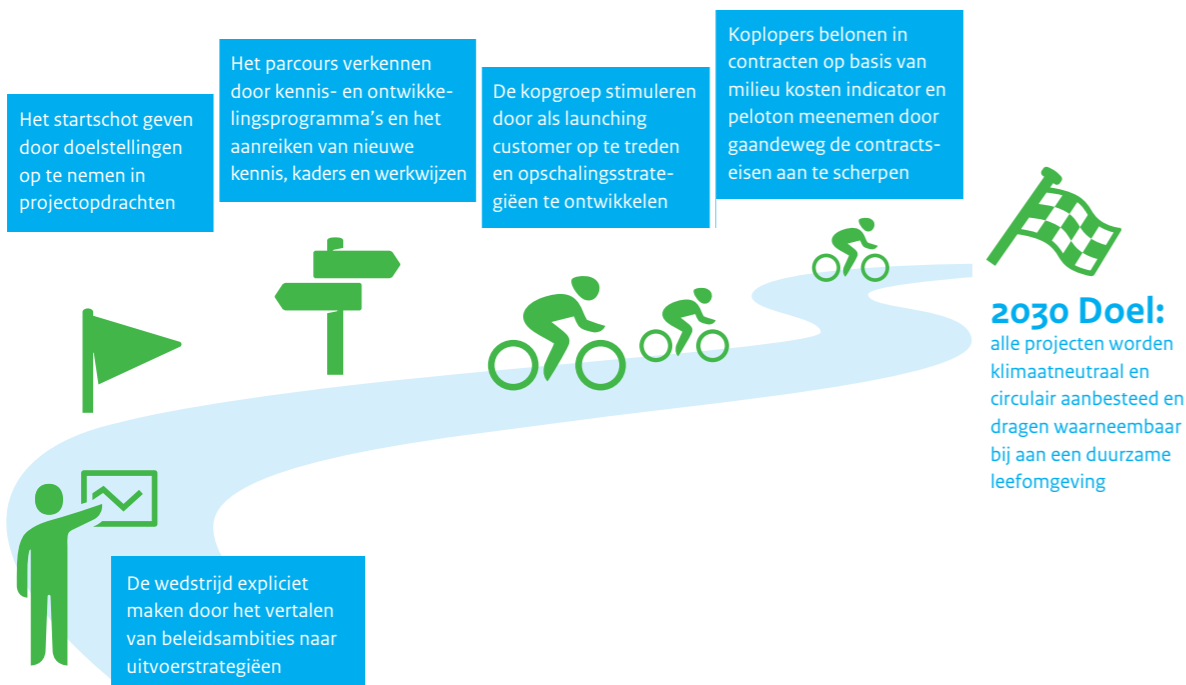 Het startschot geven
door doelstellingen
op te nemen in
projectopdrachten
Het parcours verkennen
door kennis- en ontwikke-
lingsprogramma's en het
aanreiken van nieuwe
kennis, kaders en werkwijzen
De kopgroep stimuleren
door als launching
customer op te treden
en opschalingsstrate-
giëen te ontwikkelen
Koplopers belonen in
contracten op basis van
milieu kosten indicator en
peloton meenemen door
gaandeweg de contracts-
eisen aan te scherpen
2030 Doel:
alle projecten worden
klimaatneutraal en
circulair aanbesteed en
dragen waarneembaar
bij aan een duurzame
leefomgeving
De wedstrijd expliciet
maken door het vertalen
van beleidsambities naar
uitvoerstrategiëen